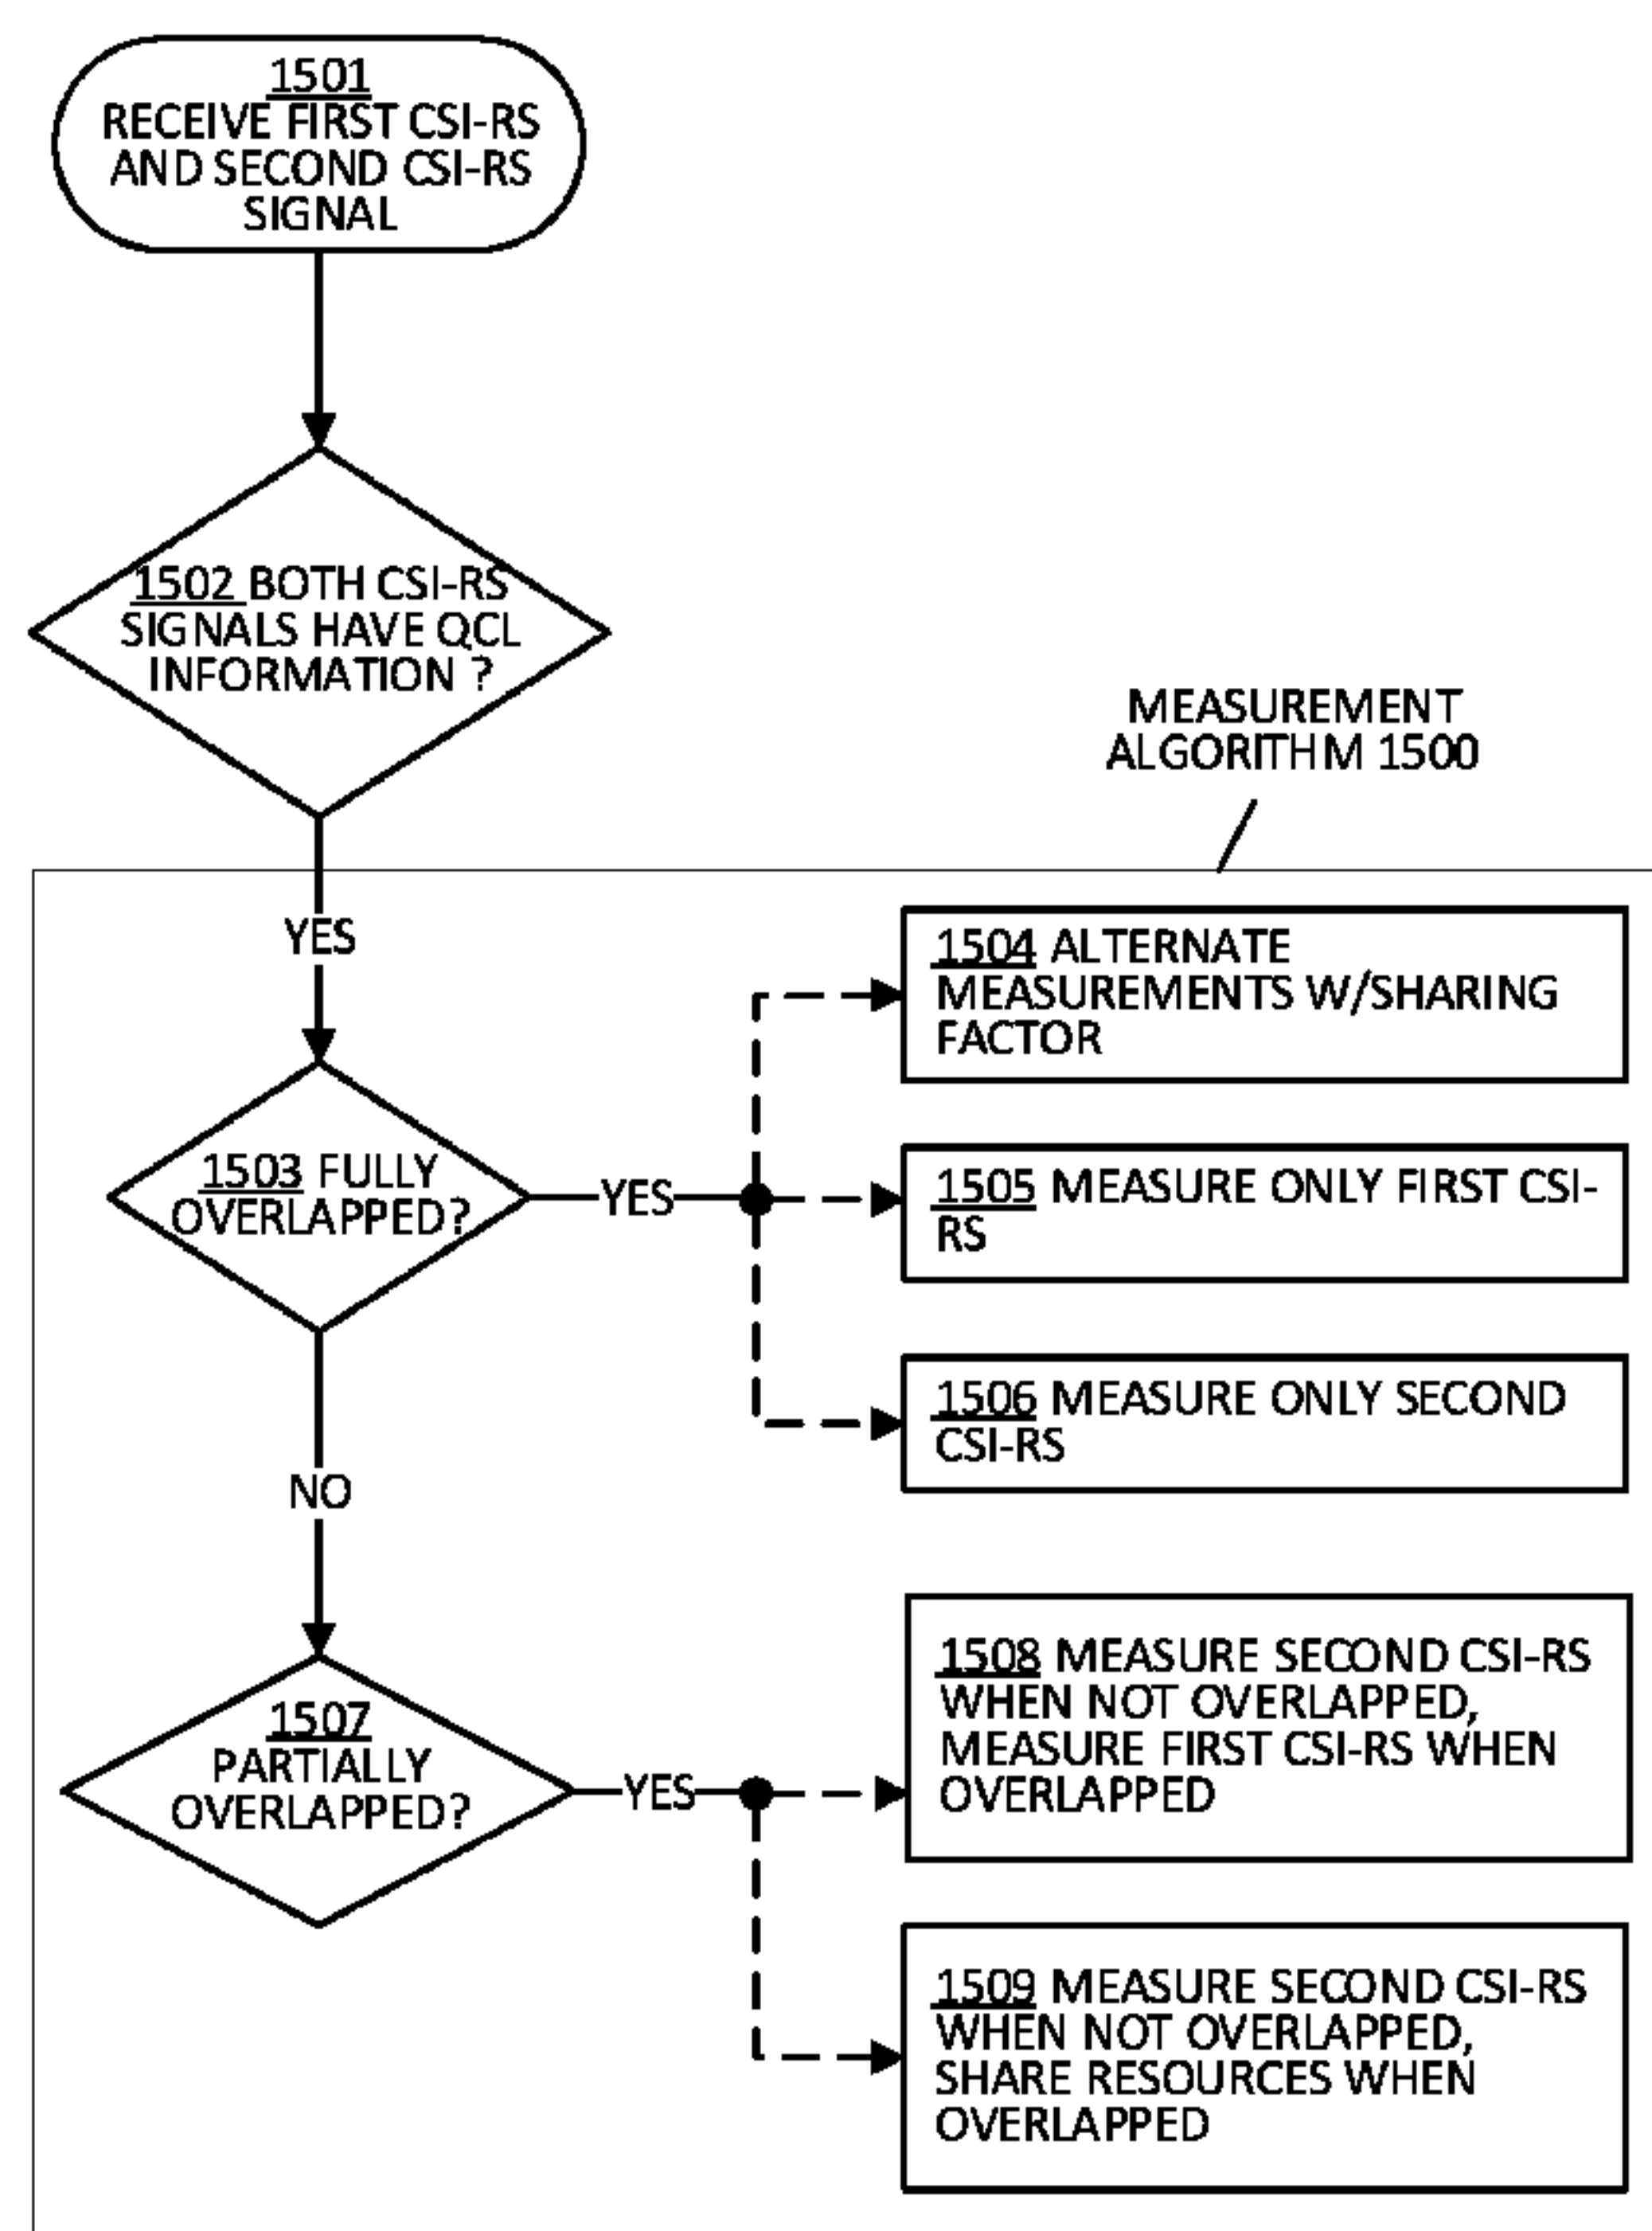 1501
RECEIVE FIRST CSI-RS
AND SECOND CSI-RS
SIGNAL
1502 BOTH CSI-RS
SIGNALS HAVE QCL
INFORMATION ?
MEASUREMENT
ALGORITHM 1500
YES
1504 ALTERNATE
MEASUREMENTS W/SHARING
FACTOR
1503 FULLY
OVERLAPPED?
YES
1505 MEASURE ONLY FIRST CSI-
RS
1506 MEASURE ONLY SECOND
CSI-RS
NO
1507
PARTIALLY
OVERLAPPED?
YES
1508 MEASURE SECOND CSI-RS
WHEN NOT OVERLAPPED,
MEASURE FIRST CSI-RS WHEN
OVERLAPPED
1509 MEASURE SECOND CSI-RS
WHEN NOT OVERLAPPED,
SHARE RESOURCES WHEN
OVERLAPPED